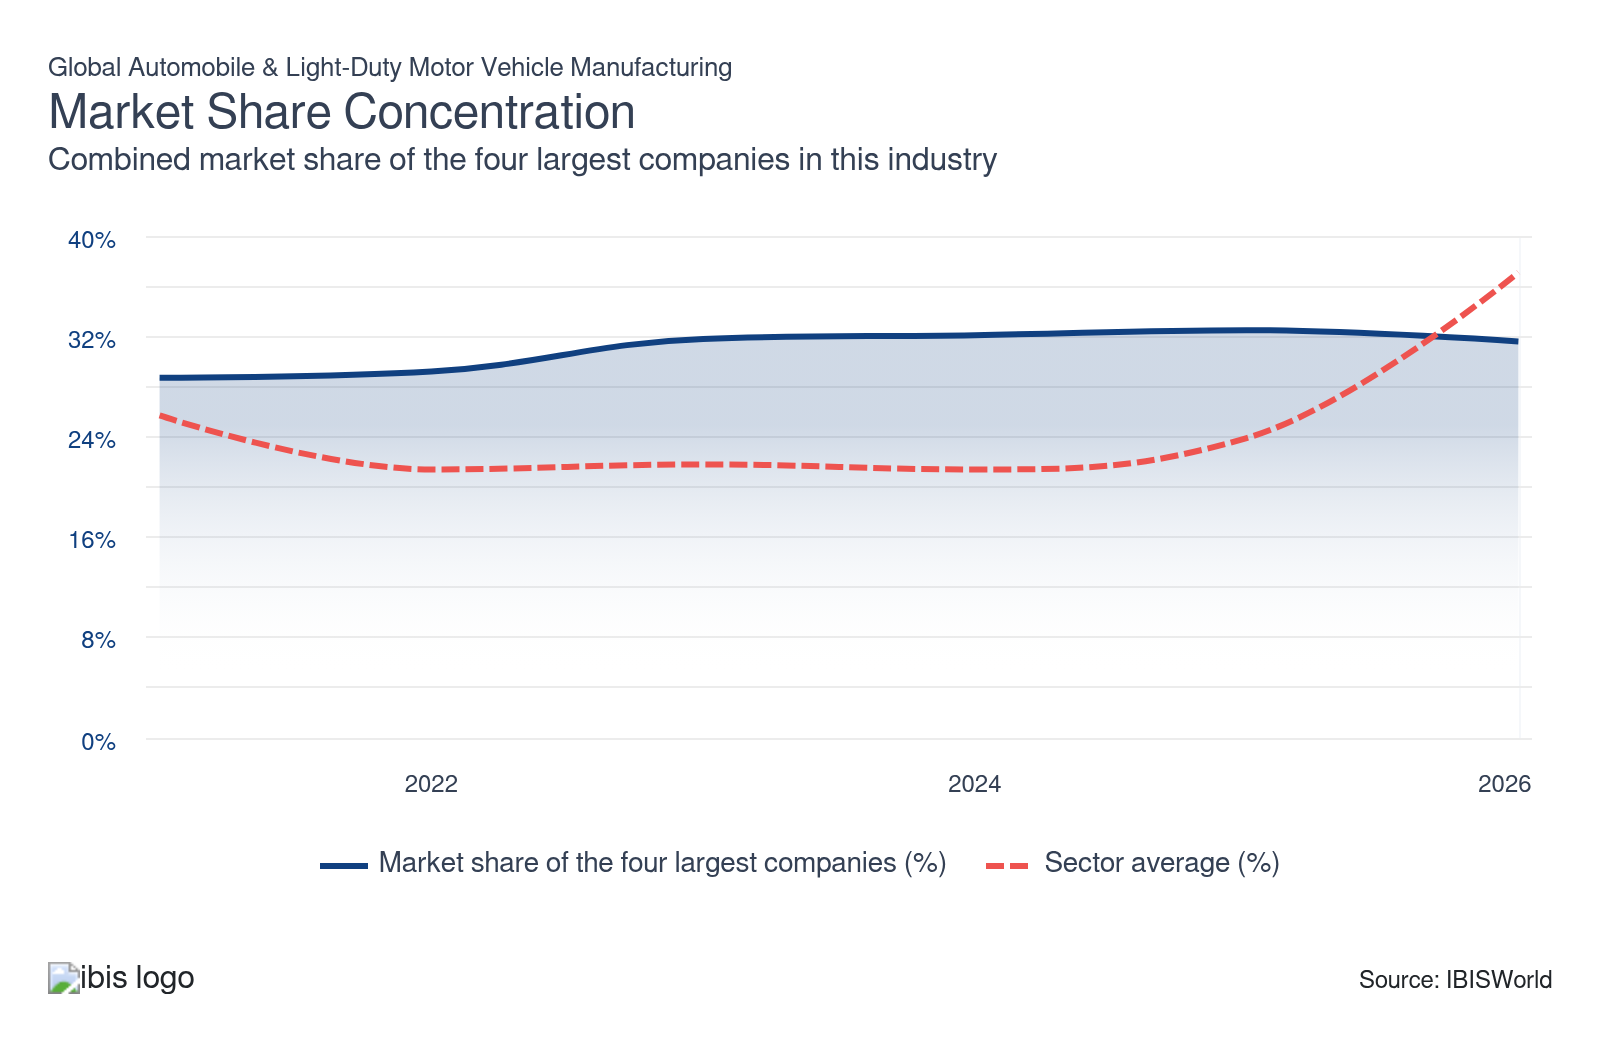 Global Automobile & Light-Duty Motor Vehicle Manufacturing
Market Share Concentration
Combined market share of the four largest companies in this industry
40%
32%
24%
16%
8%
0%
2022 2024 2026
Market share of the four largest companies (%) Sector average (%)
ibis logo Source: IBISWorld